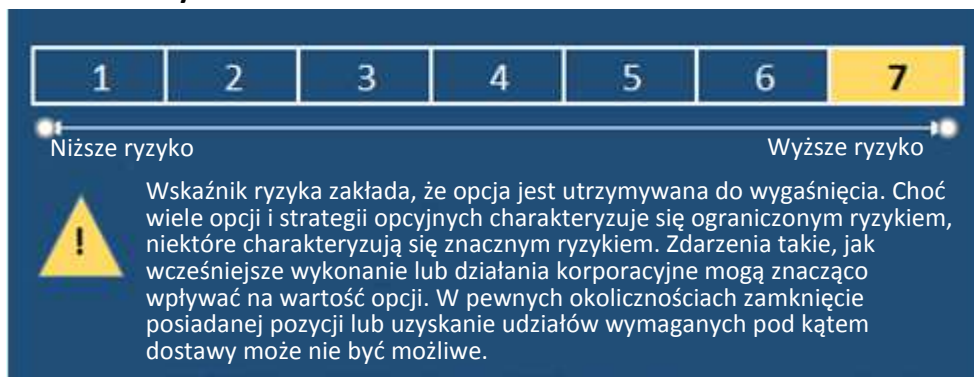 1 2 3 4 5 6 7
Niższe ryzyko Wyższe ryzyko
Wskaźnik ryzyka zakłada, że opcja jest utrzymywana do wygaśnięcia. Choć
wiele opcji i strategii opcyjnych charakteryzuje się ograniczonym ryzykiem,
niektóre charakteryzują się znacznym ryzykiem. Zdarzenia takie, jak
wcześniejsze wykonanie lub działania korporacyjne mogą znacząco
wpływać na wartość opcji. W pewnych okolicznościach zamknięcie
posiadanej pozycji lub uzyskanie udziałów wymaganych pod kątem
dostawy może nie być możliwe.
!